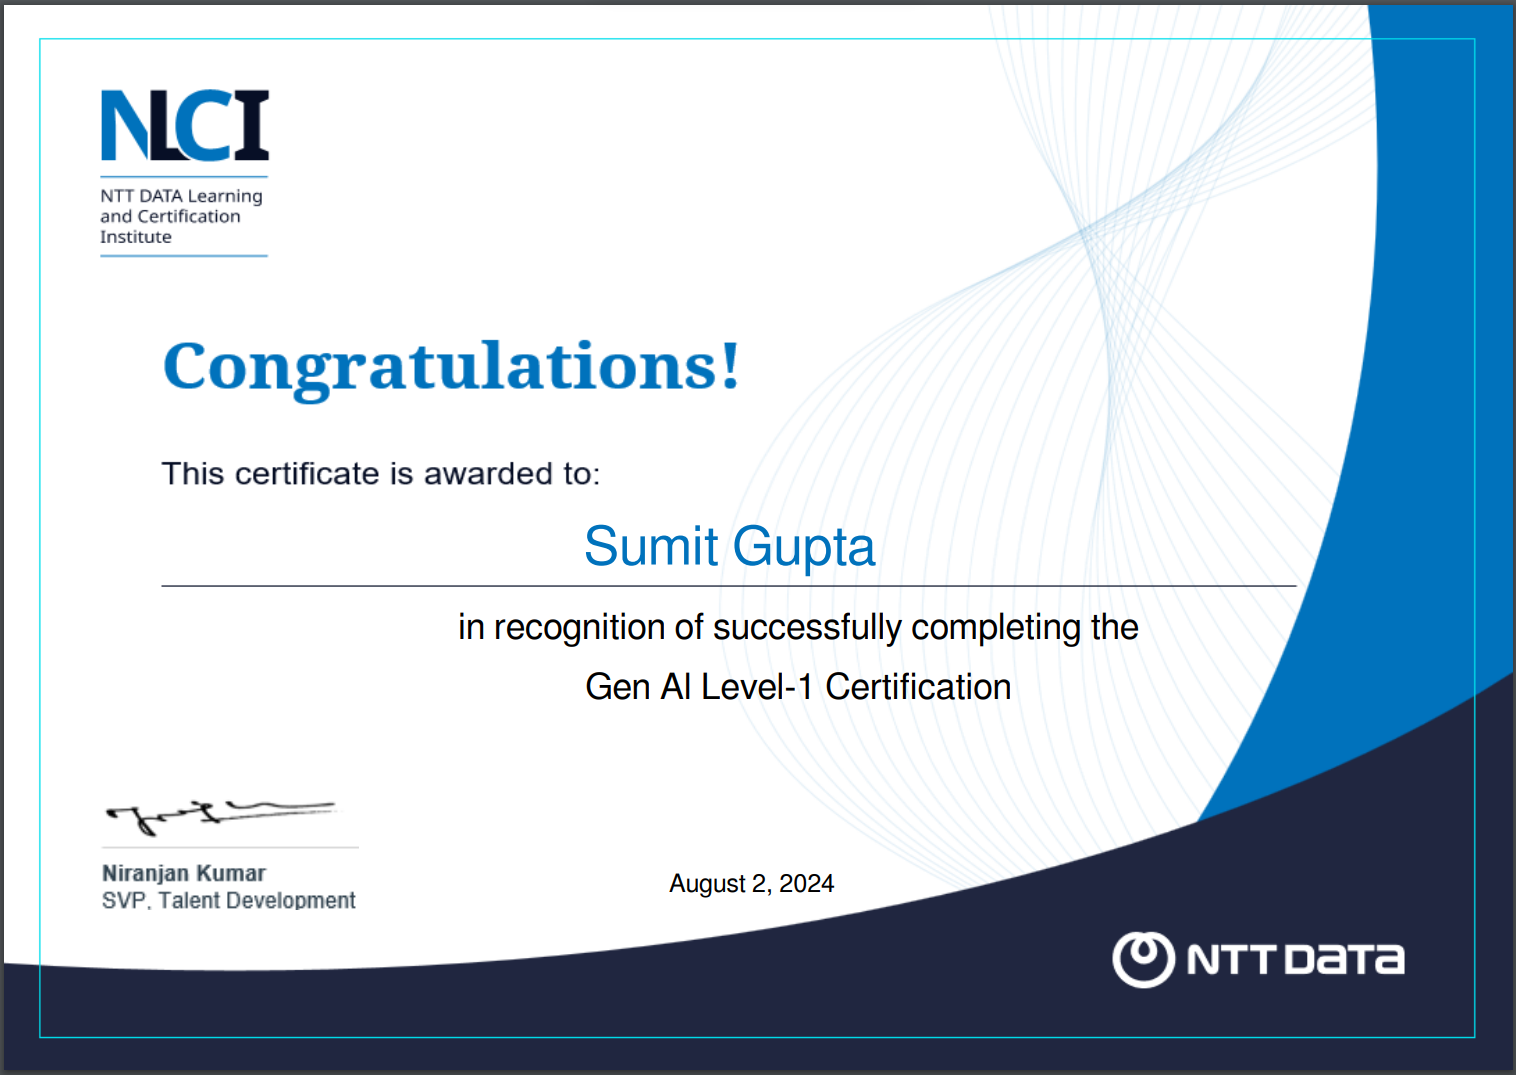 NLCI
NTT DATA Learning
and Certification
Institute
Congratulations!
This certificate is awarded to:
Sumit Gupta
in recognition of successfully completing the
Gen AI Level-1 Certification
Niranjan Kumar
SVP, Talent Development
August 2, 2024
NTT DATA